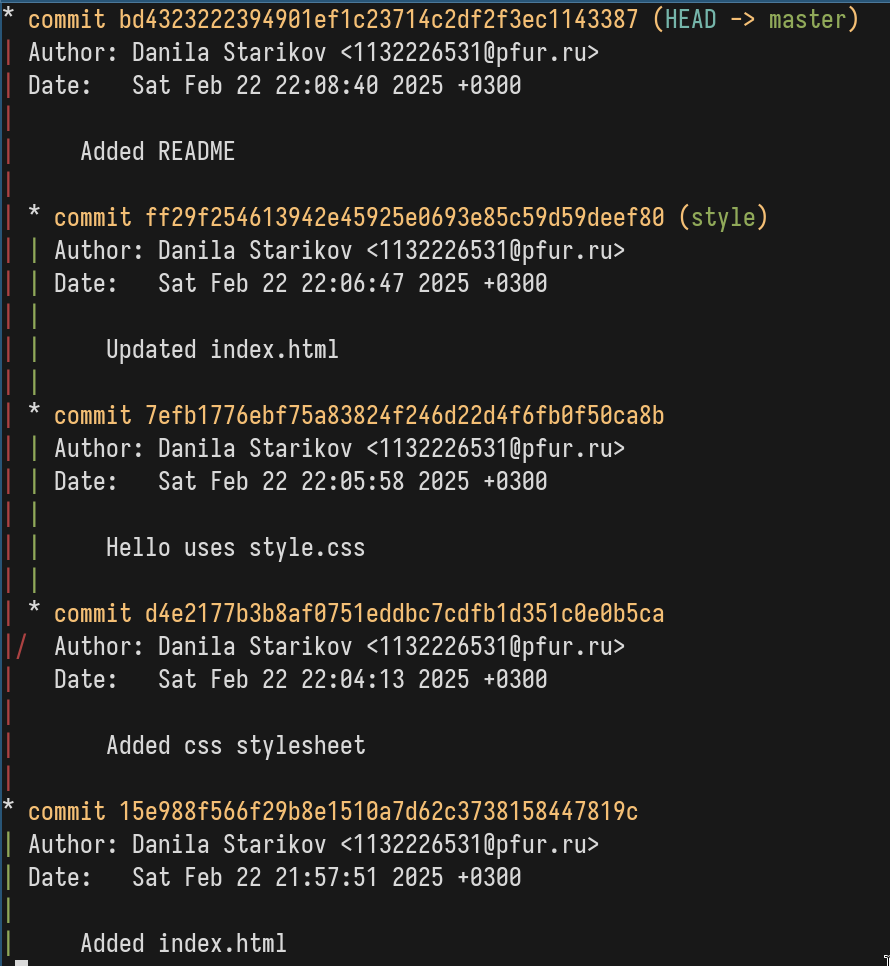 * commit bd4323222394901ef1c23714c2df2f3ec1143387 (HEAD -> master)
| Author: Danila Starikov <1132226531@pfur.ru>
| Date:   Sat Feb 22 22:08:40 2025 +0300
|
|     Added README
|
| * commit ff29f254613942e45925e0693e85c59d59deef80 (style)
| | Author: Danila Starikov <1132226531@pfur.ru>
| | Date:   Sat Feb 22 22:06:47 2025 +0300
| |
| |     Updated index.html
| |
| * commit 7efb1776ebf75a83824f246d22d4f6fb0f50ca8b
| | Author: Danila Starikov <1132226531@pfur.ru>
| | Date:   Sat Feb 22 22:05:58 2025 +0300
| |
| |     Hello uses style.css
| |
| * commit d4e2177b3b8af0751eddbc7cdfb1d351c0e0b5ca
|/  Author: Danila Starikov <1132226531@pfur.ru>
|   Date:   Sat Feb 22 22:04:13 2025 +0300
|
|       Added css stylesheet
|
* commit 15e988f566f29b8e1510a7d62c3738158447819c
| Author: Danila Starikov <1132226531@pfur.ru>
| Date:   Sat Feb 22 21:57:51 2025 +0300
|
|     Added index.html